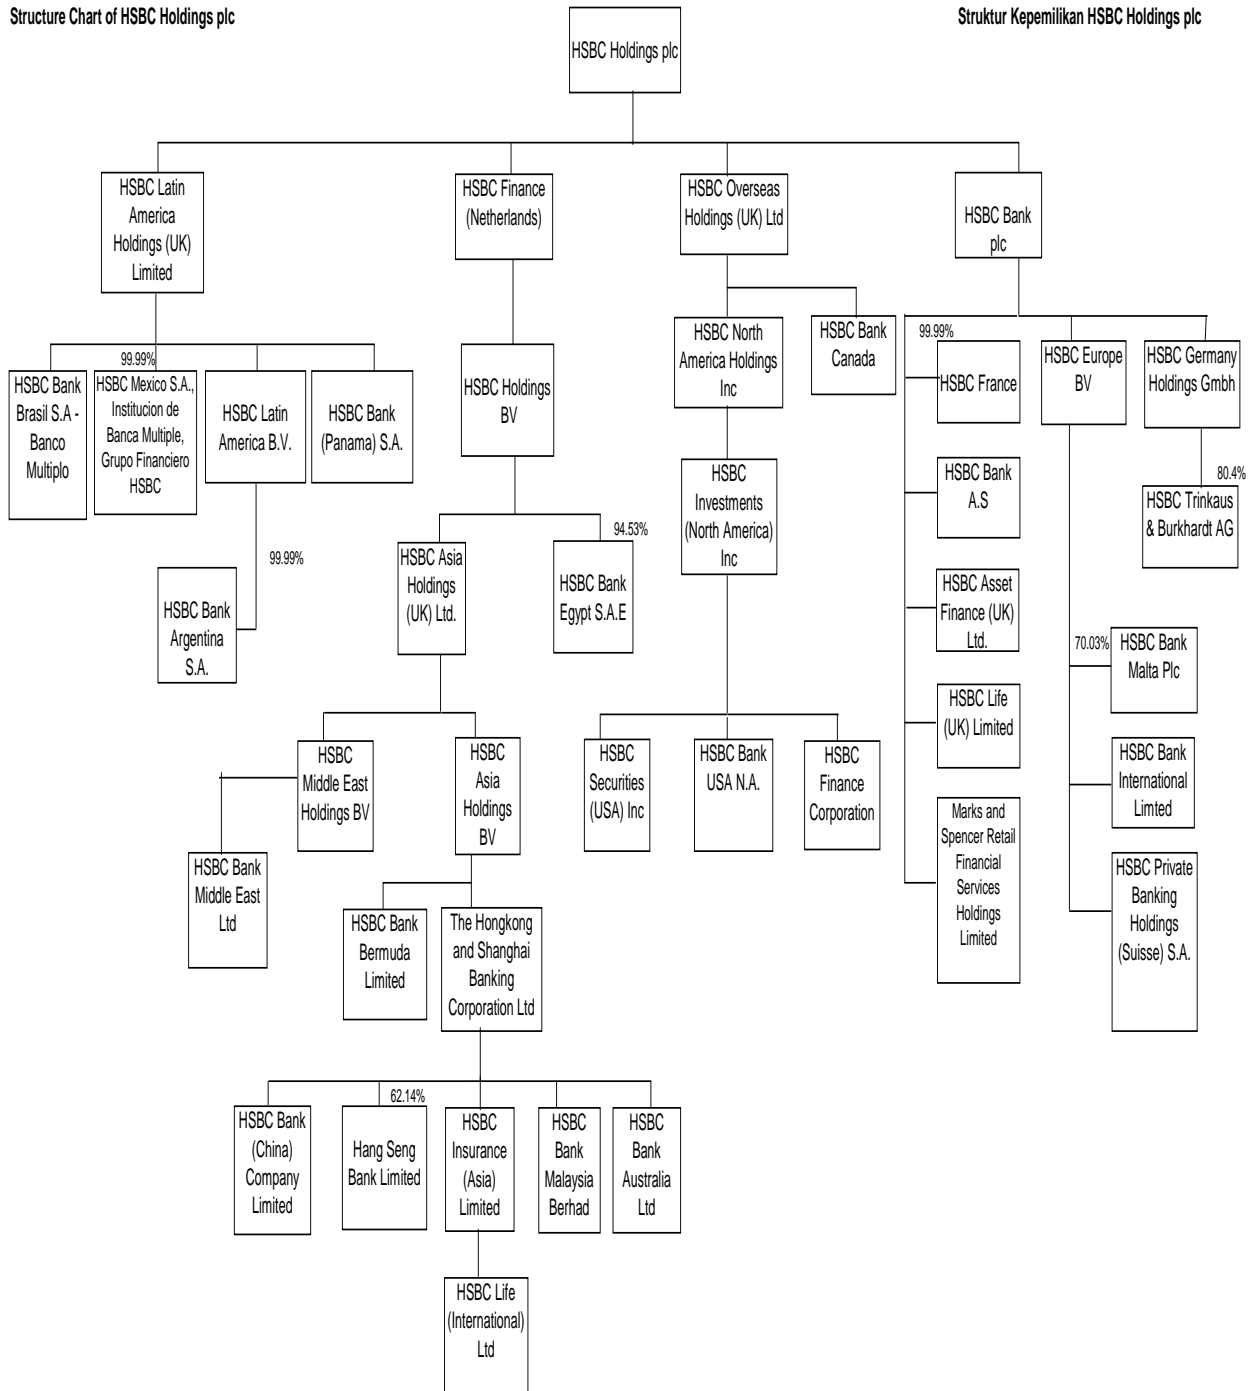 Structure Chart of HSBC Holdings plc
Struktur Kepemilikan HSBC Holdings plc
HSBC Holdings plc
HSBC Latin
America
Holdings (UK)
Limited
HSBC Finance
(Netherlands)
HSBC Overseas
Holdings (UK) Ltd
HSBC Bank
plc
HSBC Bank
Brasil S.A -
Banco
Multiplo
99.99%
HSBC Mexico S.A.,
Institucion de
Banca Multiple,
Grupo Financiero
HSBC
HSBC Latin
America B.V.
HSBC Bank
(Panama) S.A.
99.99%
HSBC Bank
Argentina
S.A.
HSBC Holdings
BV
HSBC Asia
Holdings
(UK) Ltd.
94.53%
HSBC Bank
Egypt S.A.E
HSBC North
America Holdings
Inc
HSBC Bank
Canada
HSBC
Investments
(North America)
Inc
99.99%
HSBC France
HSBC Europe
BV
HSBC Germany
Holdings Gmbh
80.4%
HSBC Trinkaus
& Burkhardt AG
HSBC Bank
A.S
HSBC Asset
Finance (UK)
Ltd.
HSBC Life
(UK) Limited
Marks and
Spencer Retail
Financial
Services
Holdings
Limited
70.03%
HSBC Bank
Malta Plc
HSBC Bank
International
Limted
HSBC Private
Banking
Holdings
(Suisse) S.A.
HSBC
Middle East
Holdings BV
HSBC
Asia
Holdings
BV
HSBC
Securities
(USA) Inc
HSBC Bank
USA N.A.
HSBC
Finance
Corporation
HSBC Bank
Middle East
Ltd
HSBC Bank
Bermuda
Limited
The Hongkong
and Shanghai
Banking
Corporation Ltd
HSBC Bank
(China)
Company
Limited
62.14%
Hang Seng
Bank Limited
HSBC
Insurance
(Asia)
Limited
HSBC
Bank
Malaysia
Berhad
HSBC
Bank
Australia
Ltd
HSBC Life
(International)
Ltd